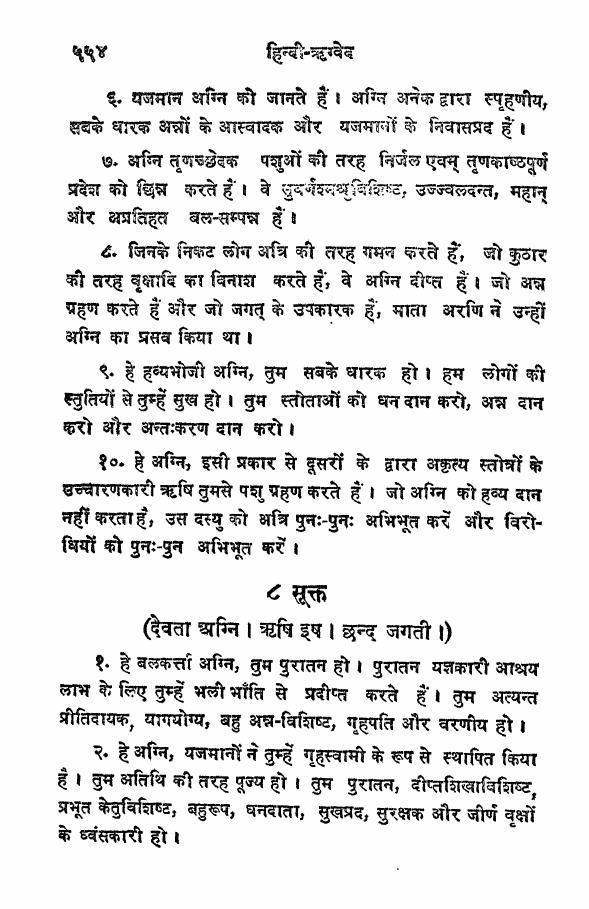 ५५४
हिन्दी-ऋग्वेद
६. यजमान अग्नि को जानते हैं। अग्नि अनेक द्वारा स्पृहणीय,
सबके धारक अन्नों के आस्वादक और यजमानों के निवासप्रद हैं।
७. अग्नि तृणच्छेदक पशुओं की तरह निर्जल एवम् तृणकाष्ठपूर्ण
प्रदेश को छिन्न करते हैं। वे सुवर्णश्मश्रुविशिष्ट, उज्ज्वलदन्त, महान्
और अप्रतिहत बल-सम्पन्न हैं।
८. जिनके निकट लोग अत्रि की तरह गमन करते हैं, जो कुठार
की तरह वृक्षादि का विनाश करते हैं, वे अग्नि दीप्त हैं। जो अन्न
ग्रहण करते हैं और जो जगत् के उपकारक हैं, माता अरणि ने उन्हीं
अग्नि का प्रसव किया था।
९. हे हव्यभोजी अग्नि, तुम सबके धारक हो। हम लोगों की
स्तुतियों से तुम्हें सुख हो। तुम स्तोताओं को धन दान करो, अन्न दान
करो और अन्तःकरण दान करो।
१०. हे अग्नि, इसी प्रकार से दूसरों के द्वारा अकृत्य स्तोत्रों के
उच्चारणकारी ऋषि तुमसे पशु ग्रहण करते हैं। जो अग्नि को हव्य दान
नहीं करता है, उस दस्यु को अत्रि पुनः-पुनः अभिभूत करें और विरो-
धियों को पुनः-पुन अभिभूत करें।
८ सूक्त
(देवता अग्नि। ऋषि इष। छन्द जगती।)
१. हे बलकर्त्ता अग्नि, तुम पुरातन हो। पुरातन यज्ञकारी आश्रय
लाभ के लिए तुम्हें भली भाँति से प्रदीप्त करते हैं। तुम अत्यन्त
प्रीतिदायक, यागयोग्य, बहु अन्न-विशिष्ट, गृहपति और वरणीय हो।
२. हे अग्नि, यजमानों ने तुम्हें गृहस्वामी के रूप से स्थापित किया
है। तुम अतिथि की तरह पूज्य हो। तुम पुरातन, दीप्तशिखाविशिष्ट,
प्रभूत केतुविशिष्ट, बहुरूप, धनदाता, सुखप्रद, सुरक्षक और जीर्ण वृक्षों
के ध्वंसकारी हो।